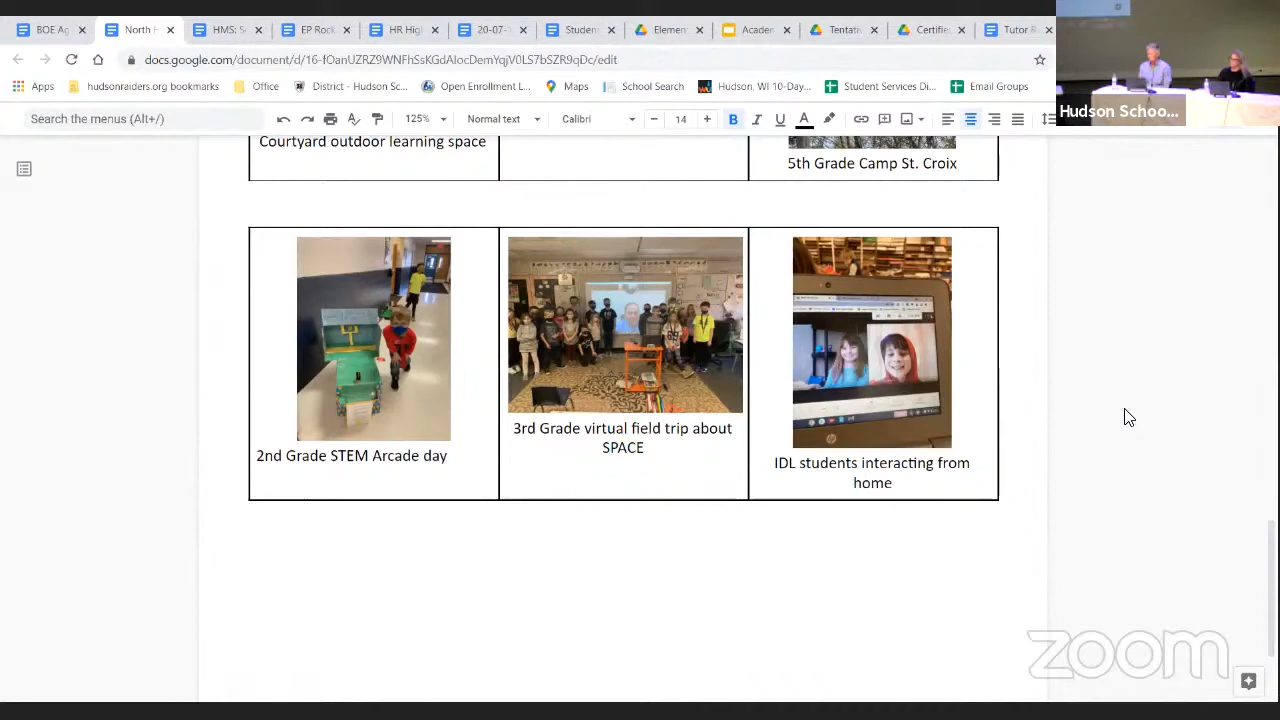 BOE Ag
North H
HMS: S
EP Rock
HR High
20-07-
Student
Elemen
Acaden
Tentativ
Certifie
Tutor R
docs.google.com/document/d/16-fOanUZRZ9WNFhSsKGdAlocDemYqjV0LS7bSZR9qDc/edit
Apps
hudsonraiders.org bookmarks
Office
District - Hudson Sc...
Open Enrollment L...
Maps
School Search
Hudson, WI 10-Day...
Student Services Di...
Email Groups
Hudson Schoo...
Search the menus (Alt+/)
125%
Normal text
Calibri
14
B
I
U
A
Courtyard outdoor learning space
5th Grade Camp St. Croix
2nd Grade STEM Arcade day
3rd Grade virtual field trip about
SPACE
IDL students interacting from
home
zoom